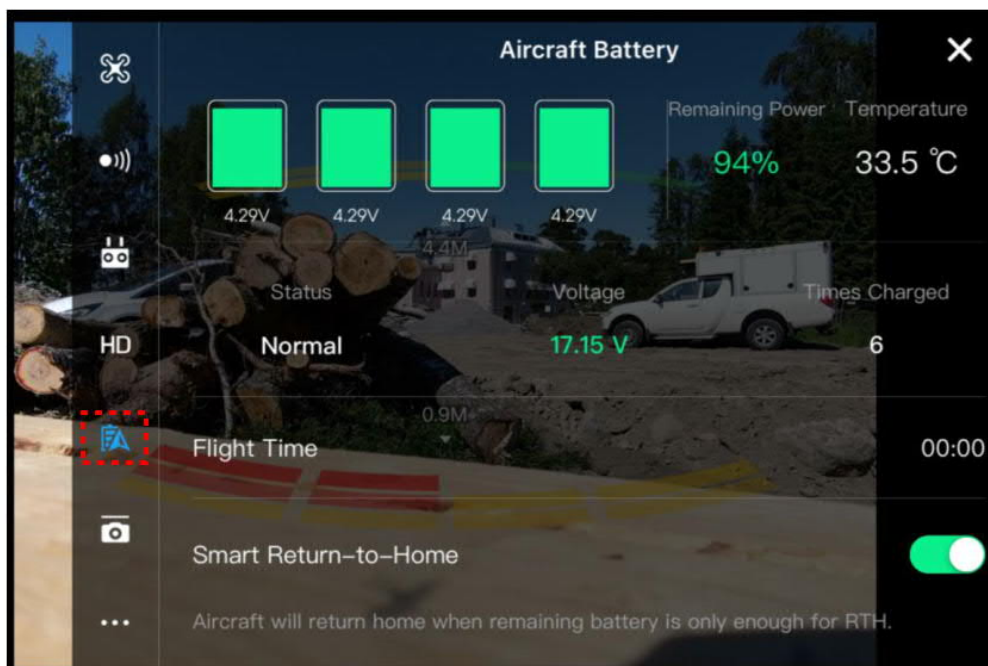 Aircraft Battery
Remaining Power Temperature
94% 33.5 °C
4.29V 4.29V 4.29V 4.29V
4.4M
Status Voltage Times Charged
HD Normal 17.15 V 6
0.9M
Flight Time 00:00
Smart Return-to-Home
Aircraft will return home when remaining battery is only enough for RTH.